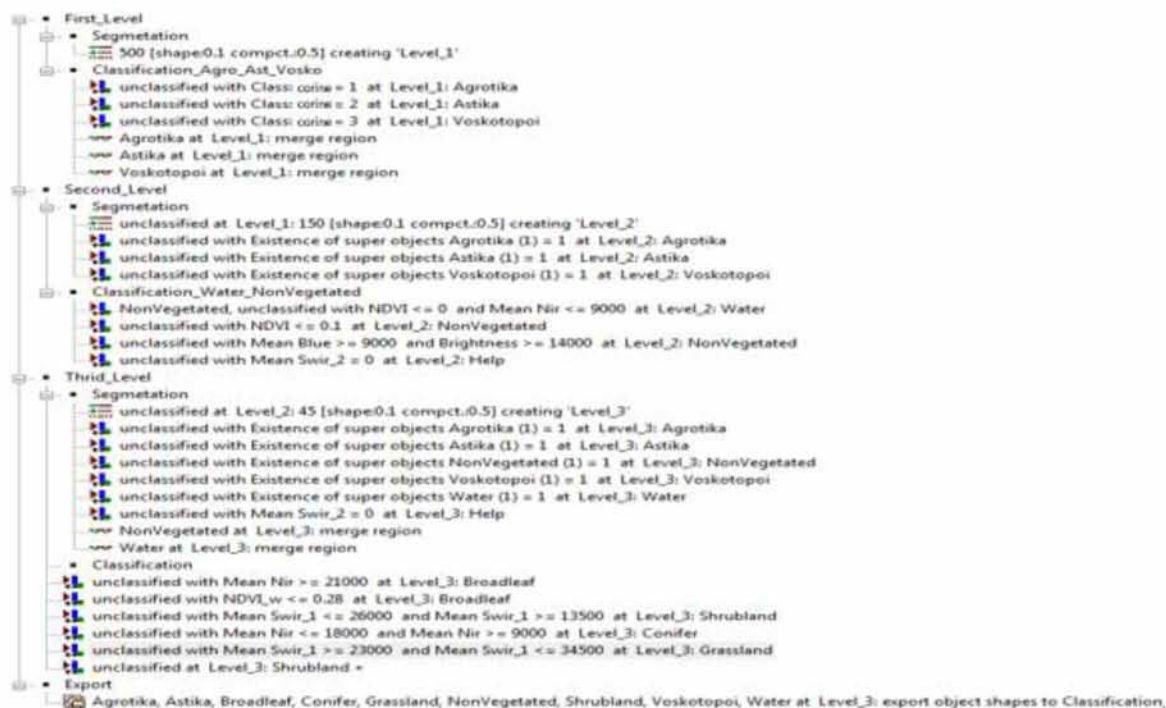 First_Level
Segmetation
500 [shape:0.1 compct.:0.5] creating 'Level_1'
Classification_Agro_Ast_Vosko
unclassified with Class: corine = 1 at Level_1: Agrotika
unclassified with Class: corine = 2 at Level_1: Astika
unclassified with Class: corine = 3 at Level_1: Voskotopoi
Agrotika at Level_1: merge region
Astika at Level_1: merge region
Voskotopoi at Level_1: merge region
Second_Level
Segmetation
unclassified at Level_1: 150 [shape:0.1 compct.:0.5] creating 'Level_2'
unclassified with Existence of super objects Agrotika (1) = 1 at Level_2: Agrotika
unclassified with Existence of super objects Astika (1) = 1 at Level_2: Astika
unclassified with Existence of super objects Voskotopoi (1) = 1 at Level_2: Voskotopoi
Classification_Water_NonVegetated
NonVegetated, unclassified with NDVI <= 0 and Mean Nir <= 9000 at Level_2: Water
unclassified with NDVI <= 0.1 at Level_2: NonVegetated
unclassified with Mean Blue >= 9000 and Brightness >= 14000 at Level_2: NonVegetated
unclassified with Mean Swir_2 = 0 at Level_2: Help
Thrid_Level
Segmetation
unclassified at Level_2: 45 [shape:0.1 compct.:0.5] creating 'Level_3'
unclassified with Existence of super objects Agrotika (1) = 1 at Level_3: Agrotika
unclassified with Existence of super objects Astika (1) = 1 at Level_3: Astika
unclassified with Existence of super objects NonVegetated (1) = 1 at Level_3: NonVegetated
unclassified with Existence of super objects Voskotopoi (1) = 1 at Level_3: Voskotopoi
unclassified with Existence of super objects Water (1) = 1 at Level_3: Water
unclassified with Mean Swir_2 = 0 at Level_3: Help
NonVegetated at Level_3: merge region
Water at Level_3: merge region
Classification
unclassified with Mean Nir >= 21000 at Level_3: Broadleaf
unclassified with NDVI_w <= 0.28 at Level_3: Broadleaf
unclassified with Mean Swir_1 <= 26000 and Mean Swir_1 >= 13500 at Level_3: Shrubland
unclassified with Mean Nir <= 18000 and Mean Nir >= 9000 at Level_3: Conifer
unclassified with Mean Swir_1 >= 23000 and Mean Swir_1 <= 34500 at Level_3: Grassland
unclassified at Level_3: Shrubland +
Export
Agrotika, Astika, Broadleaf, Conifer, Grassland, NonVegetated, Shrubland, Voskotopoi, Water at Level_3: export object shapes to Classification,